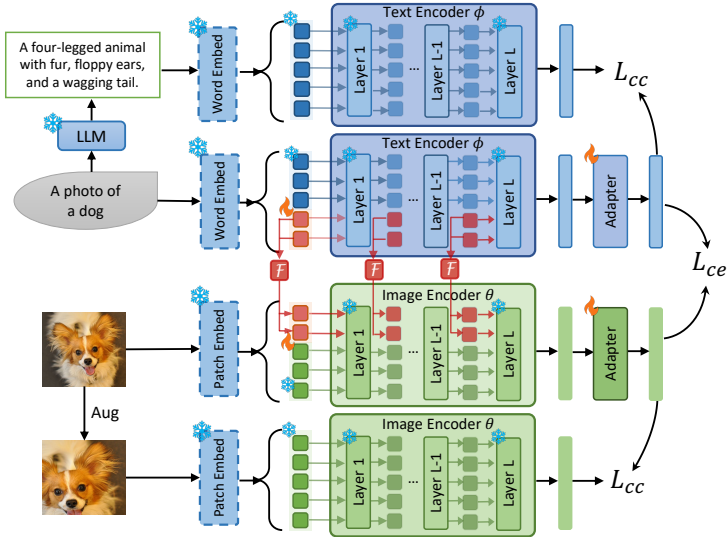 A four-legged animal
with fur, floppy ears,
and a wagging tail.
LLM
A photo of
a dog
Word Embed
Text Encoder ϕ
Layer 1
...
Layer L-1
Layer L
L_cc
Word Embed
Text Encoder ϕ
Layer 1
...
Layer L-1
Layer L
Adapter
L_ce
F
F
F
Patch Embed
Image Encoder θ
Layer 1
...
Layer L-1
Layer L
Adapter
Aug
Patch Embed
Image Encoder θ
Layer 1
...
Layer L-1
Layer L
L_cc